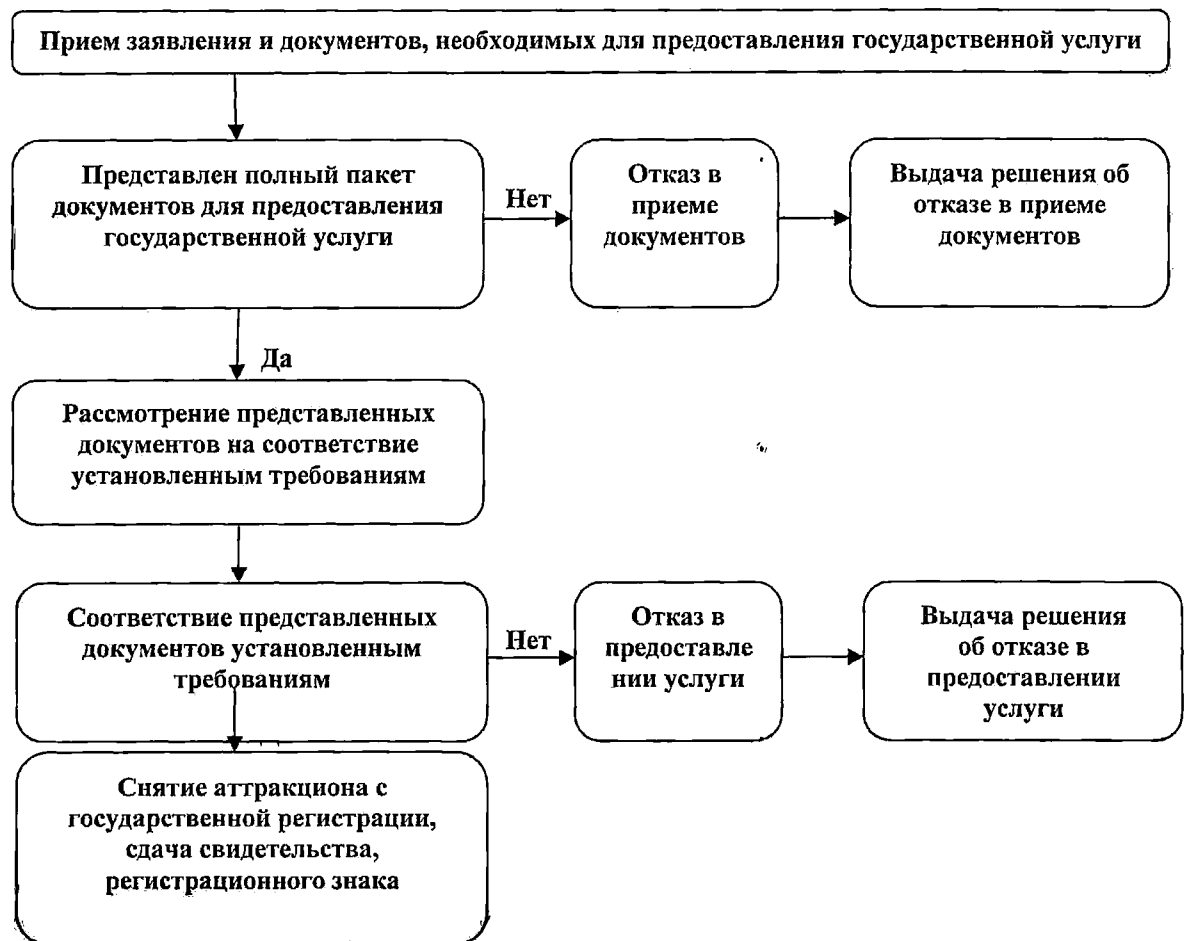 Прием заявления и документов, необходимых для предоставления государственной услуги
Представлен полный пакет
документов для предоставления
государственной услуги
Нет
Отказ в
приеме
документов
Выдача решения об
отказе в приеме
документов
Да
Рассмотрение представленных
документов на соответствие
установленным требованиям
Соответствие представленных
документов установленным
требованиям
Нет
Отказ в
предоставле
нии услуги
Выдача решения
об отказе в
предоставлении
услуги
Снятие аттракциона с
государственной регистрации,
сдача свидетельства,
регистрационного знака